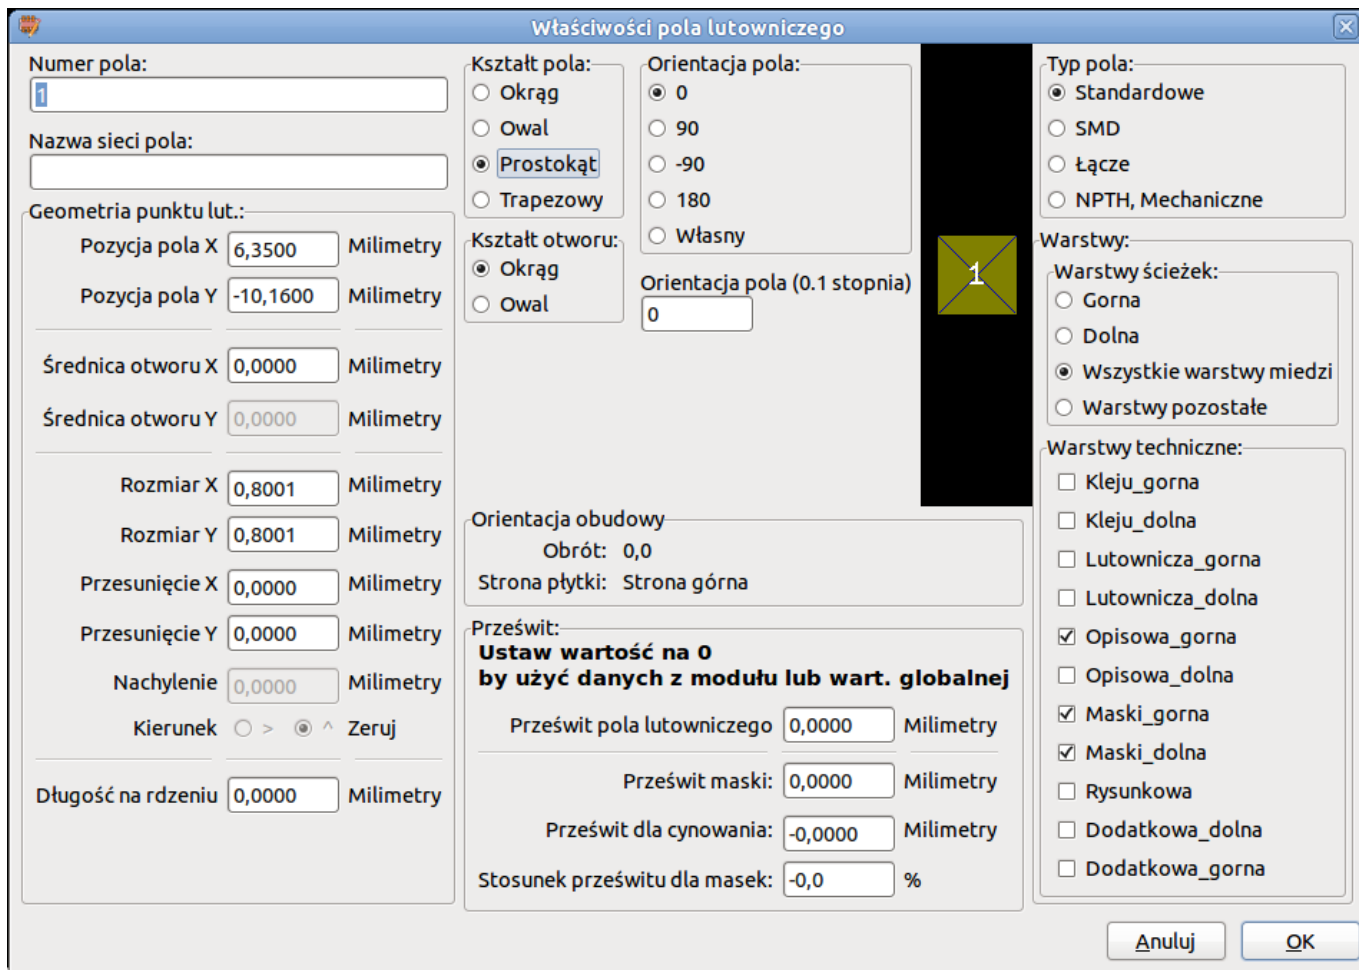 Właściwości pola lutowniczego
Numer pola:
1
Nazwa sieci pola:
Geometria punktu lut.:
Pozycja pola X 6,3500 Milimetry
Pozycja pola Y -10,1600 Milimetry
Średnica otworu X 0,0000 Milimetry
Średnica otworu Y 0,0000 Milimetry
Rozmiar X 0,8001 Milimetry
Rozmiar Y 0,8001 Milimetry
Przesunięcie X 0,0000 Milimetry
Przesunięcie Y 0,0000 Milimetry
Nachylenie 0,0000 Milimetry
Kierunek > ^ Zeruj
Długość na rdzeniu 0,0000 Milimetry
Kształt pola:
Okrąg
Owal
Prostokąt
Trapezowy
Kształt otworu:
Okrąg
Owal
Orientacja pola:
0
90
-90
180
Własny
Orientacja pola (0.1 stopnia)
0
1
Orientacja obudowy
Obrót: 0,0
Strona płytki: Strona górna
Prześwit:
Ustaw wartość na 0
by użyć danych z modułu lub wart. globalnej
Prześwit pola lutowniczego 0,0000 Milimetry
Prześwit maski: 0,0000 Milimetry
Prześwit dla cynowania: -0,0000 Milimetry
Stosunek prześwitu dla masek: -0,0 %
Typ pola:
Standardowe
SMD
Łącze
NPTH, Mechaniczne
Warstwy:
Warstwy ścieżek:
Gorna
Dolna
Wszystkie warstwy miedzi
Warstwy pozostałe
Warstwy techniczne:
Kleju_gorna
Kleju_dolna
Lutownicza_gorna
Lutownicza_dolna
Opisowa_gorna
Opisowa_dolna
Maski_gorna
Maski_dolna
Rysunkowa
Dodatkowa_dolna
Dodatkowa_gorna
Anuluj
OK